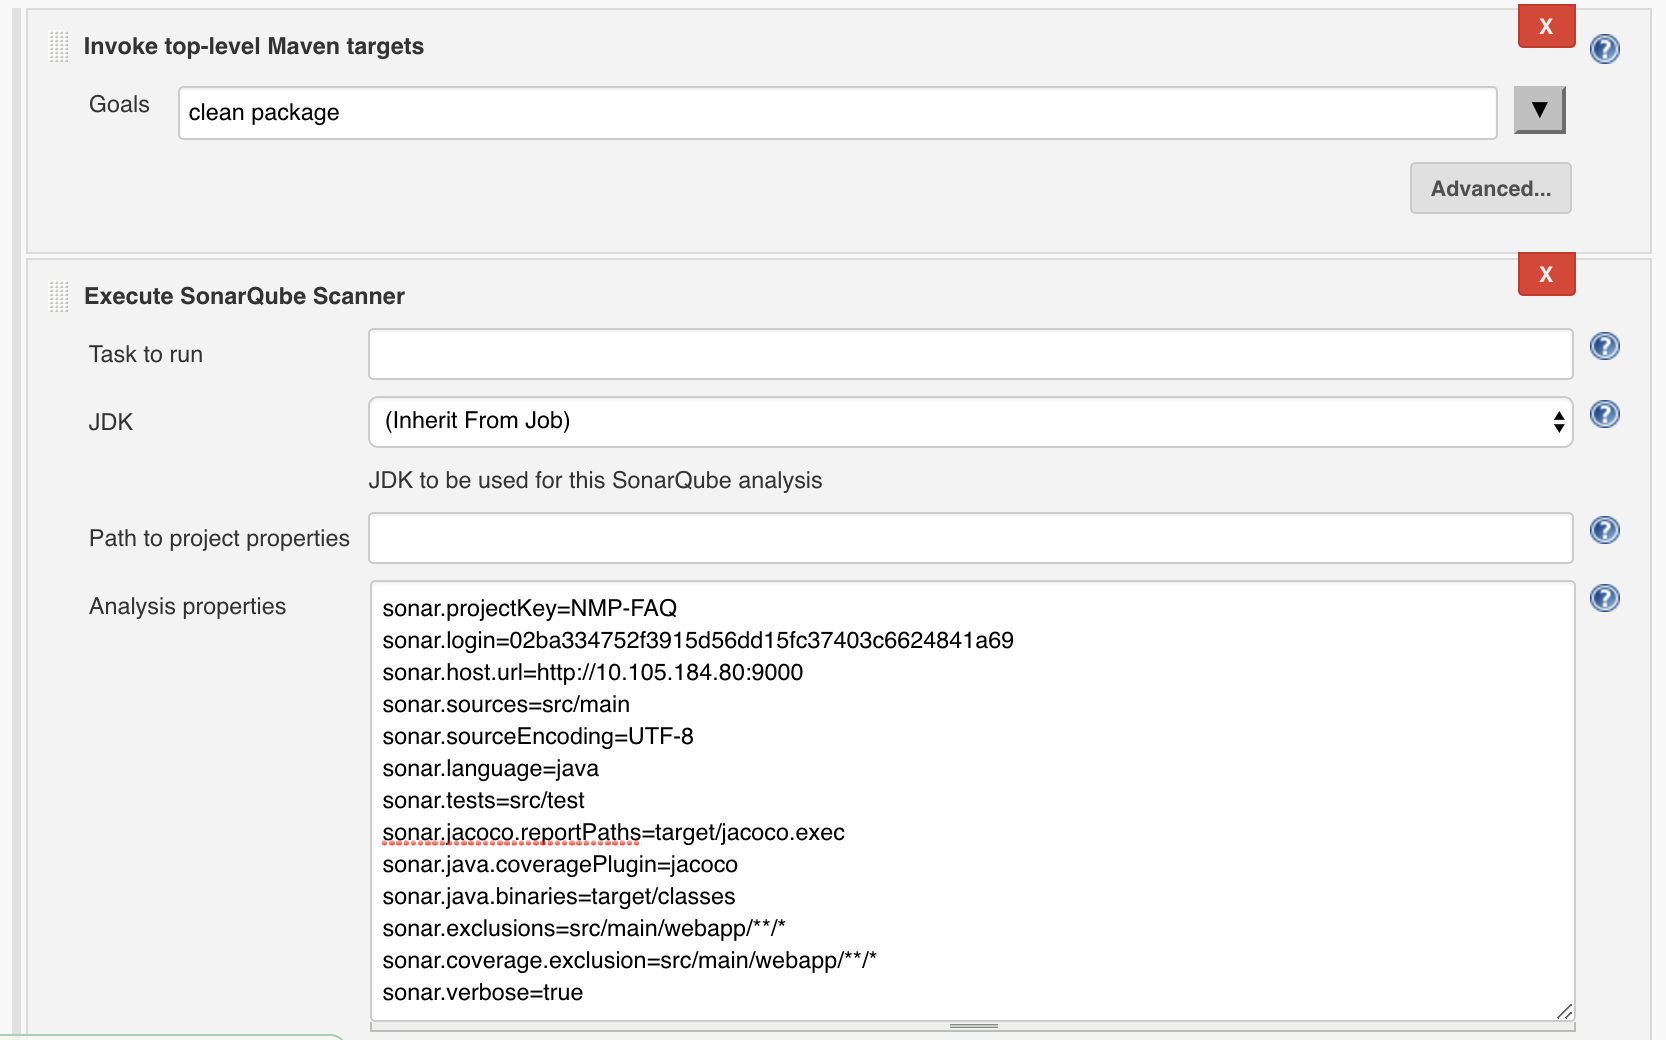 Invoke top-level Maven targets
X
?
Goals
clean package
▼
Advanced...
X
Execute SonarQube Scanner
Task to run
?
JDK
(Inherit From Job)
?
JDK to be used for this SonarQube analysis
Path to project properties
?
Analysis properties
?
sonar.projectKey=NMP-FAQ
sonar.login=02ba334752f3915d56dd15fc37403c6624841a69
sonar.host.url=http://10.105.184.80:9000
sonar.sources=src/main
sonar.sourceEncoding=UTF-8
sonar.language=java
sonar.tests=src/test
sonar.jacoco.reportPaths=target/jacoco.exec
sonar.java.coveragePlugin=jacoco
sonar.java.binaries=target/classes
sonar.exclusions=src/main/webapp/**/*
sonar.coverage.exclusion=src/main/webapp/**/*
sonar.verbose=true